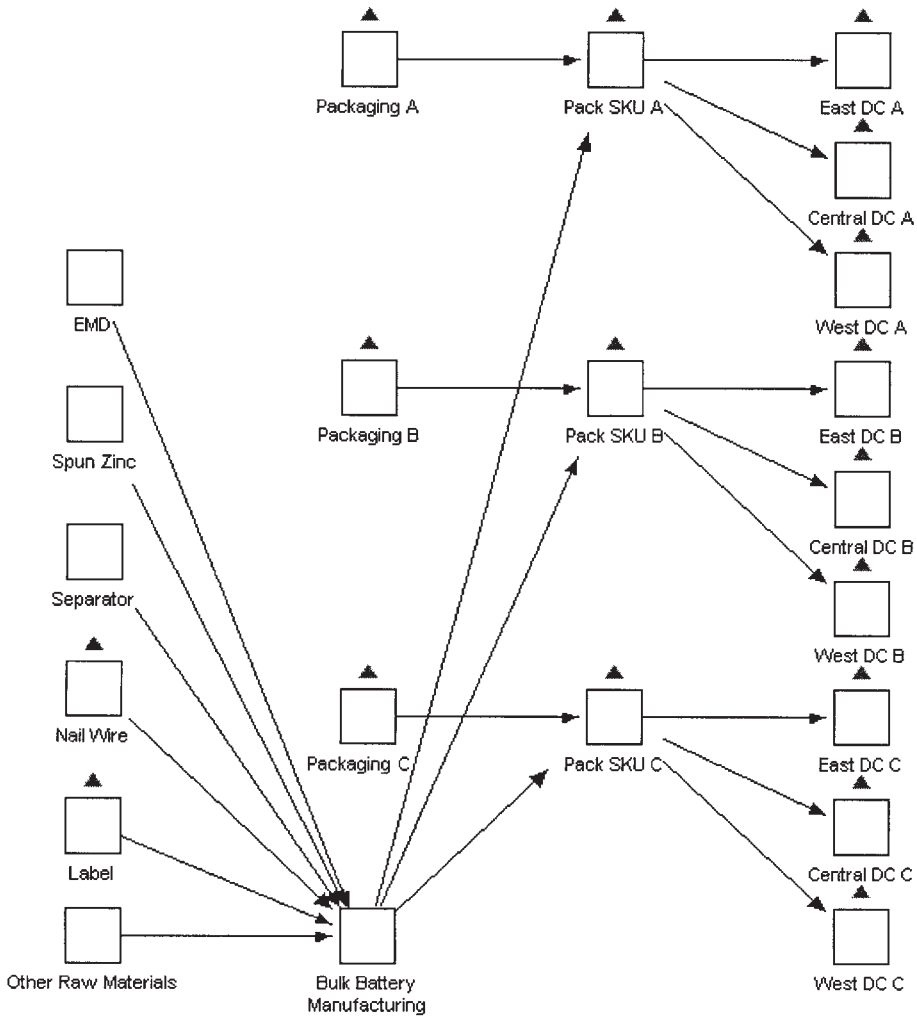 Packaging A
Pack SKU A
East DC A
Central DC A
West DC A
EMD
Packaging B
Pack SKU B
East DC B
Spun Zinc
Central DC B
Separator
West DC B
Nail Wire
Packaging C
Pack SKU C
East DC C
Label
Central DC C
Other Raw Materials
Bulk Battery
Manufacturing
West DC C